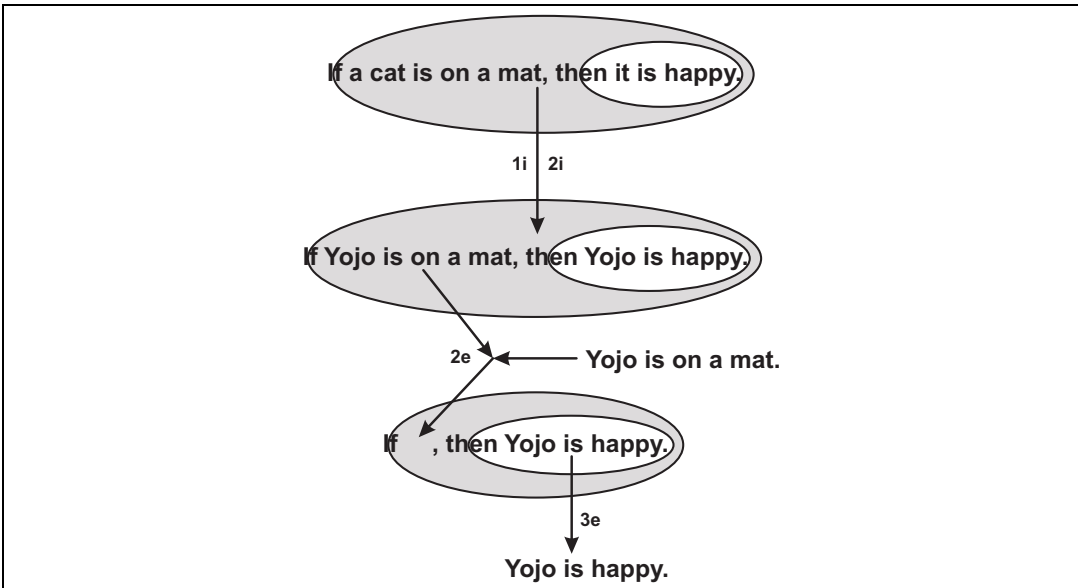 If a cat is on a mat, then it is happy.
1i 2i
If Yojo is on a mat, then Yojo is happy.
2e
Yojo is on a mat.
If , then Yojo is happy.
3e
Yojo is happy.